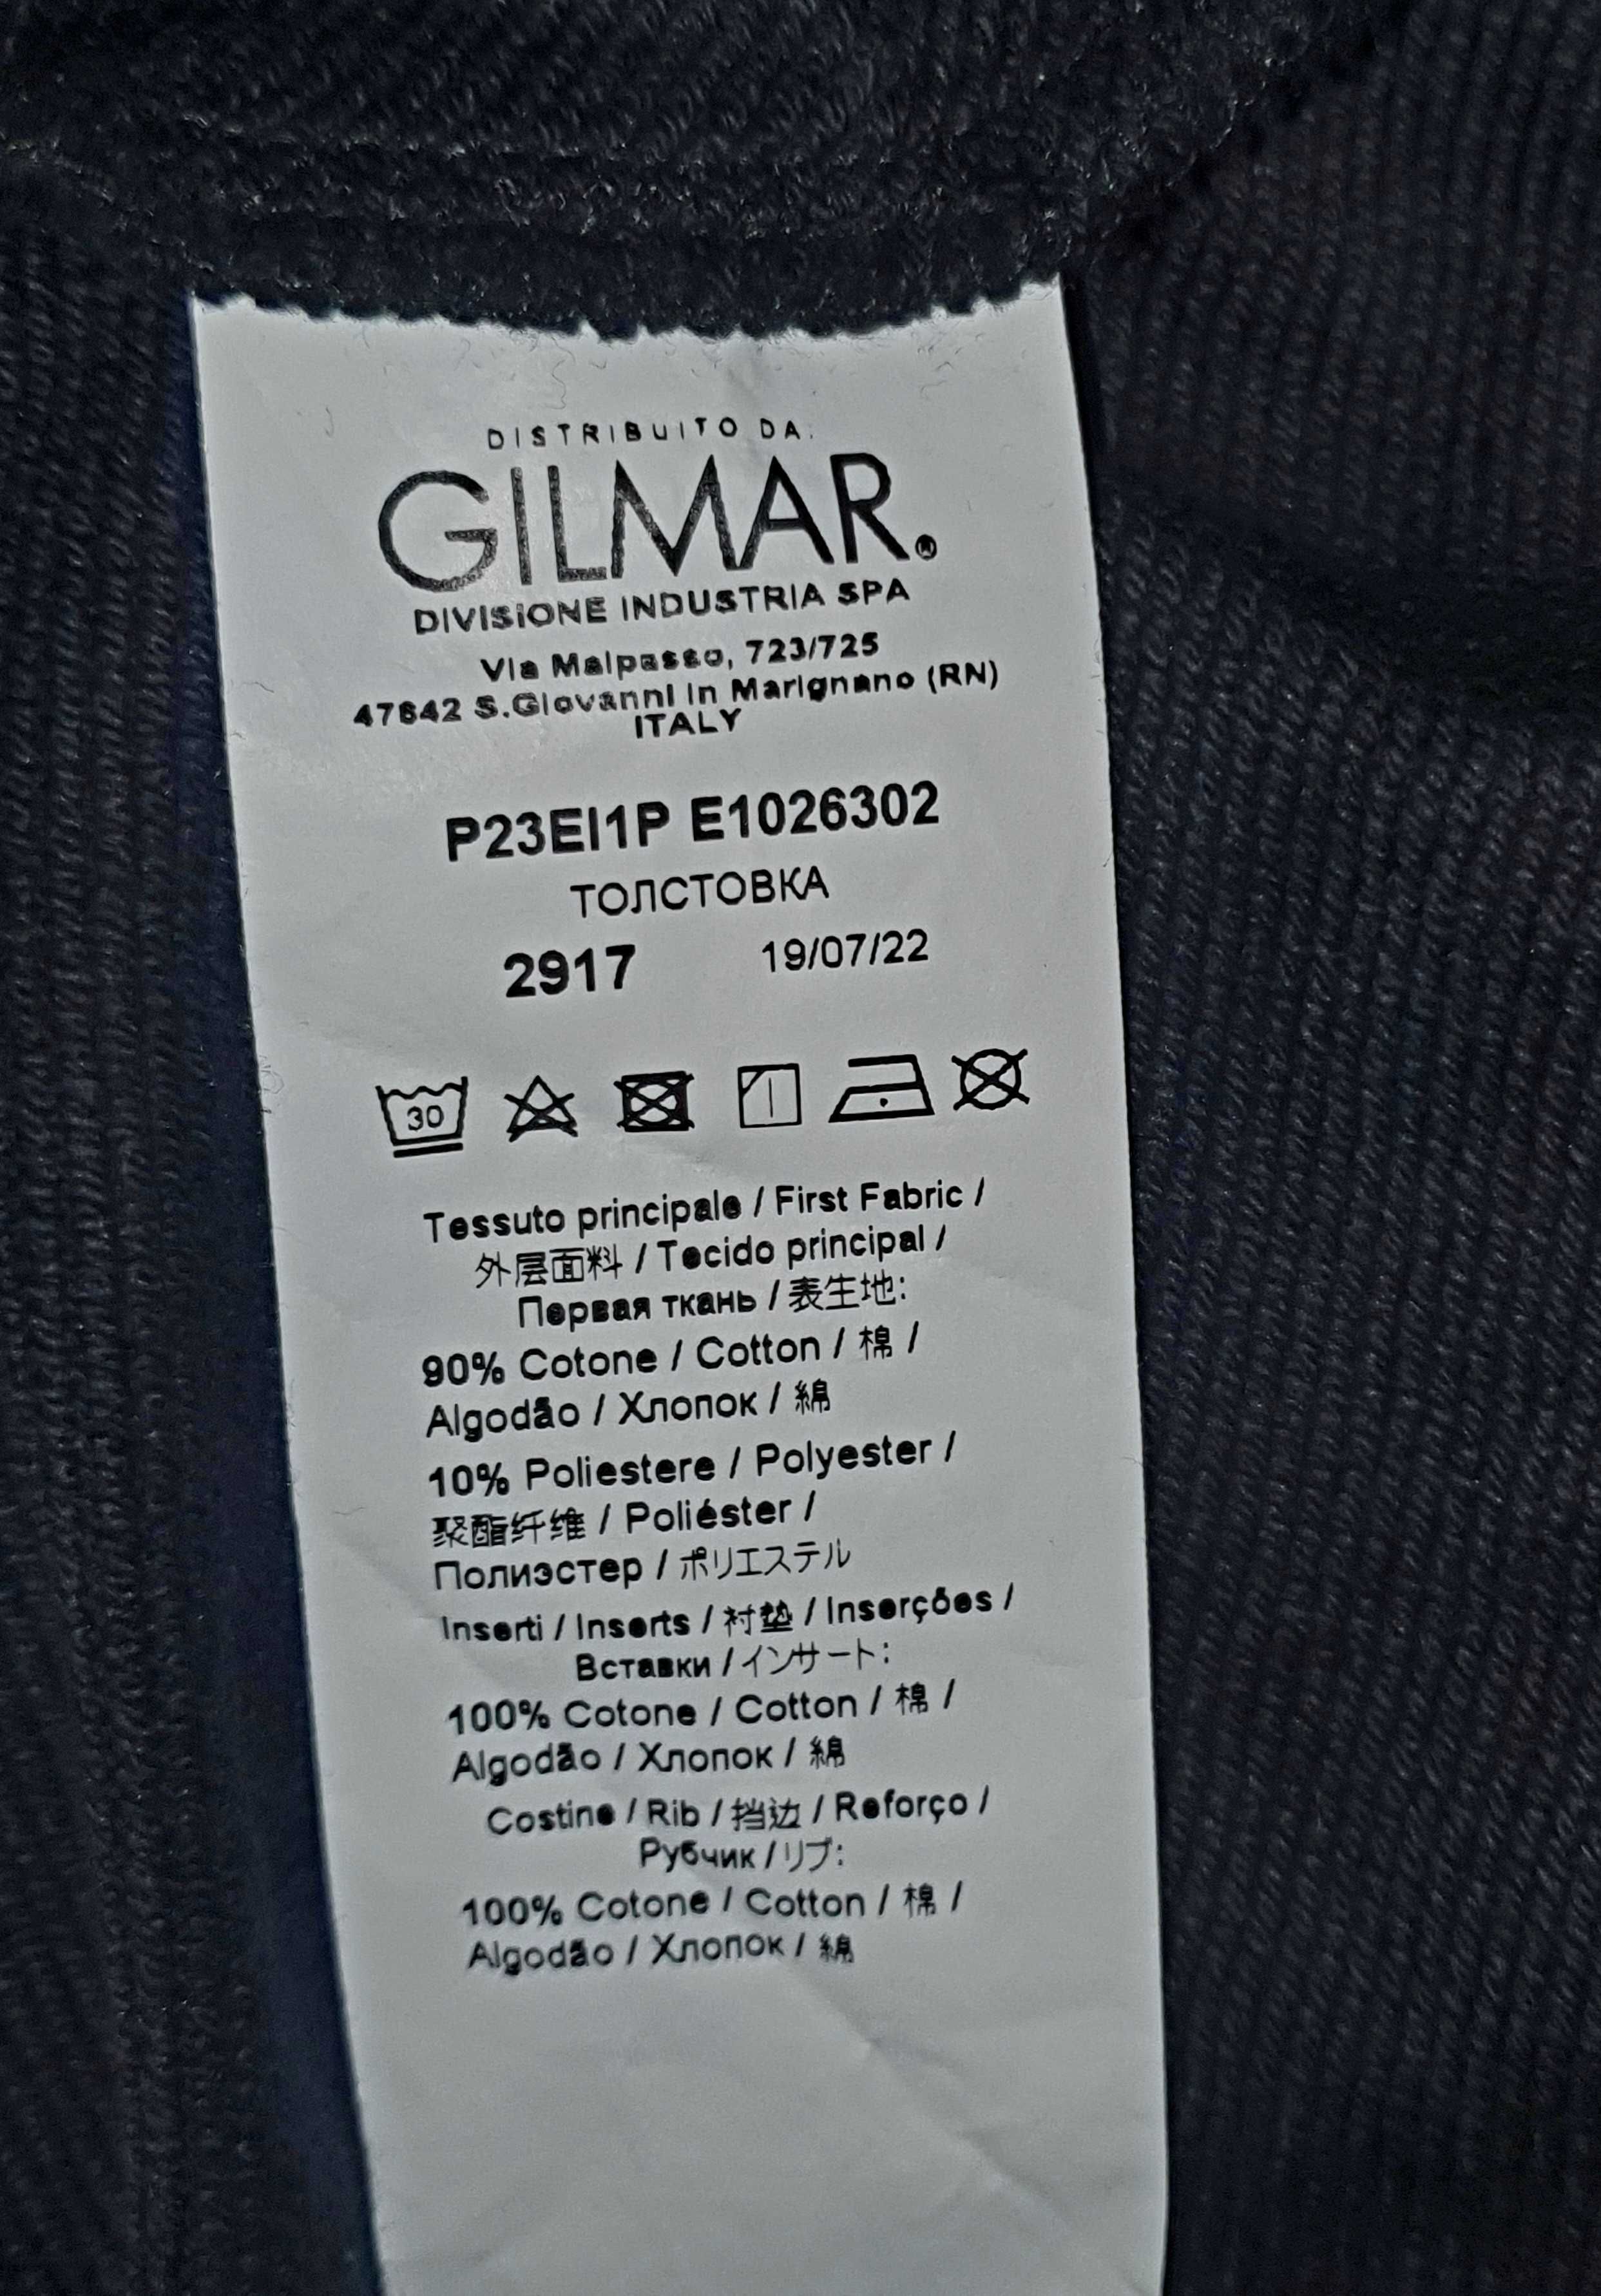 DISTRIBUITO DA:
GILMAR®
DIVISIONE INDUSTRIA SPA
Via Malpasso, 723/725
47842 S.Giovanni in Marignano (RN)
ITALY
P23EI1P E1026302
ТОЛСТОВКА
2917 19/07/22
30
Tessuto principale / First Fabric /
外层面料 / Tecido principal /
Первая ткань / 表生地:
90% Cotone / Cotton / 棉 /
Algodão / Хлопок / 綿
10% Poliestere / Polyester /
聚酯纤维 / Poliéster /
Полиэстер / ポリエステル
Inserti / Inserts / 衬垫 / Inserções /
Вставки / インサート:
100% Cotone / Cotton / 棉 /
Algodão / Хлопок / 綿
Costine / Rib / 挡边 / Reforço /
Рубчик / リブ:
100% Cotone / Cotton / 棉 /
Algodão / Хлопок / 綿